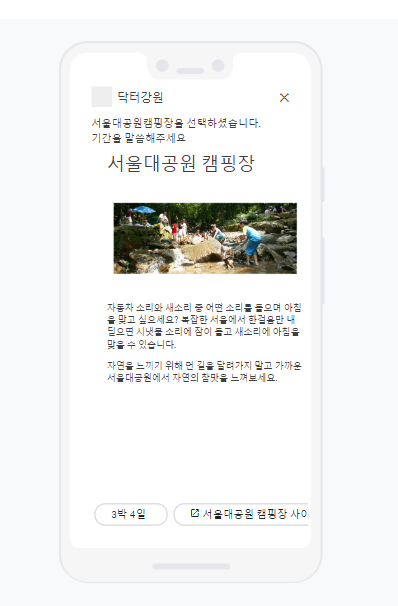 닥터강원
서울대공원캠핑장을 선택하셨습니다.
기간을 말씀해주세요
서울대공원 캠핑장
자동차 소리와 새소리 중 어떤 소리를 들으며 아침
을 맞고 싶으세요? 복잡한 서울에서 한걸음만 내
딛으면 시냇물 소리에 잠이 들고 새소리에 아침을
맞을 수 있습니다.
자연을 느끼기 위해 먼 길을 달려가지 말고 가까운
서울대공원에서 자연의 참맛을 느껴보세요.
3박 4일
서울대공원 캠핑장 사이